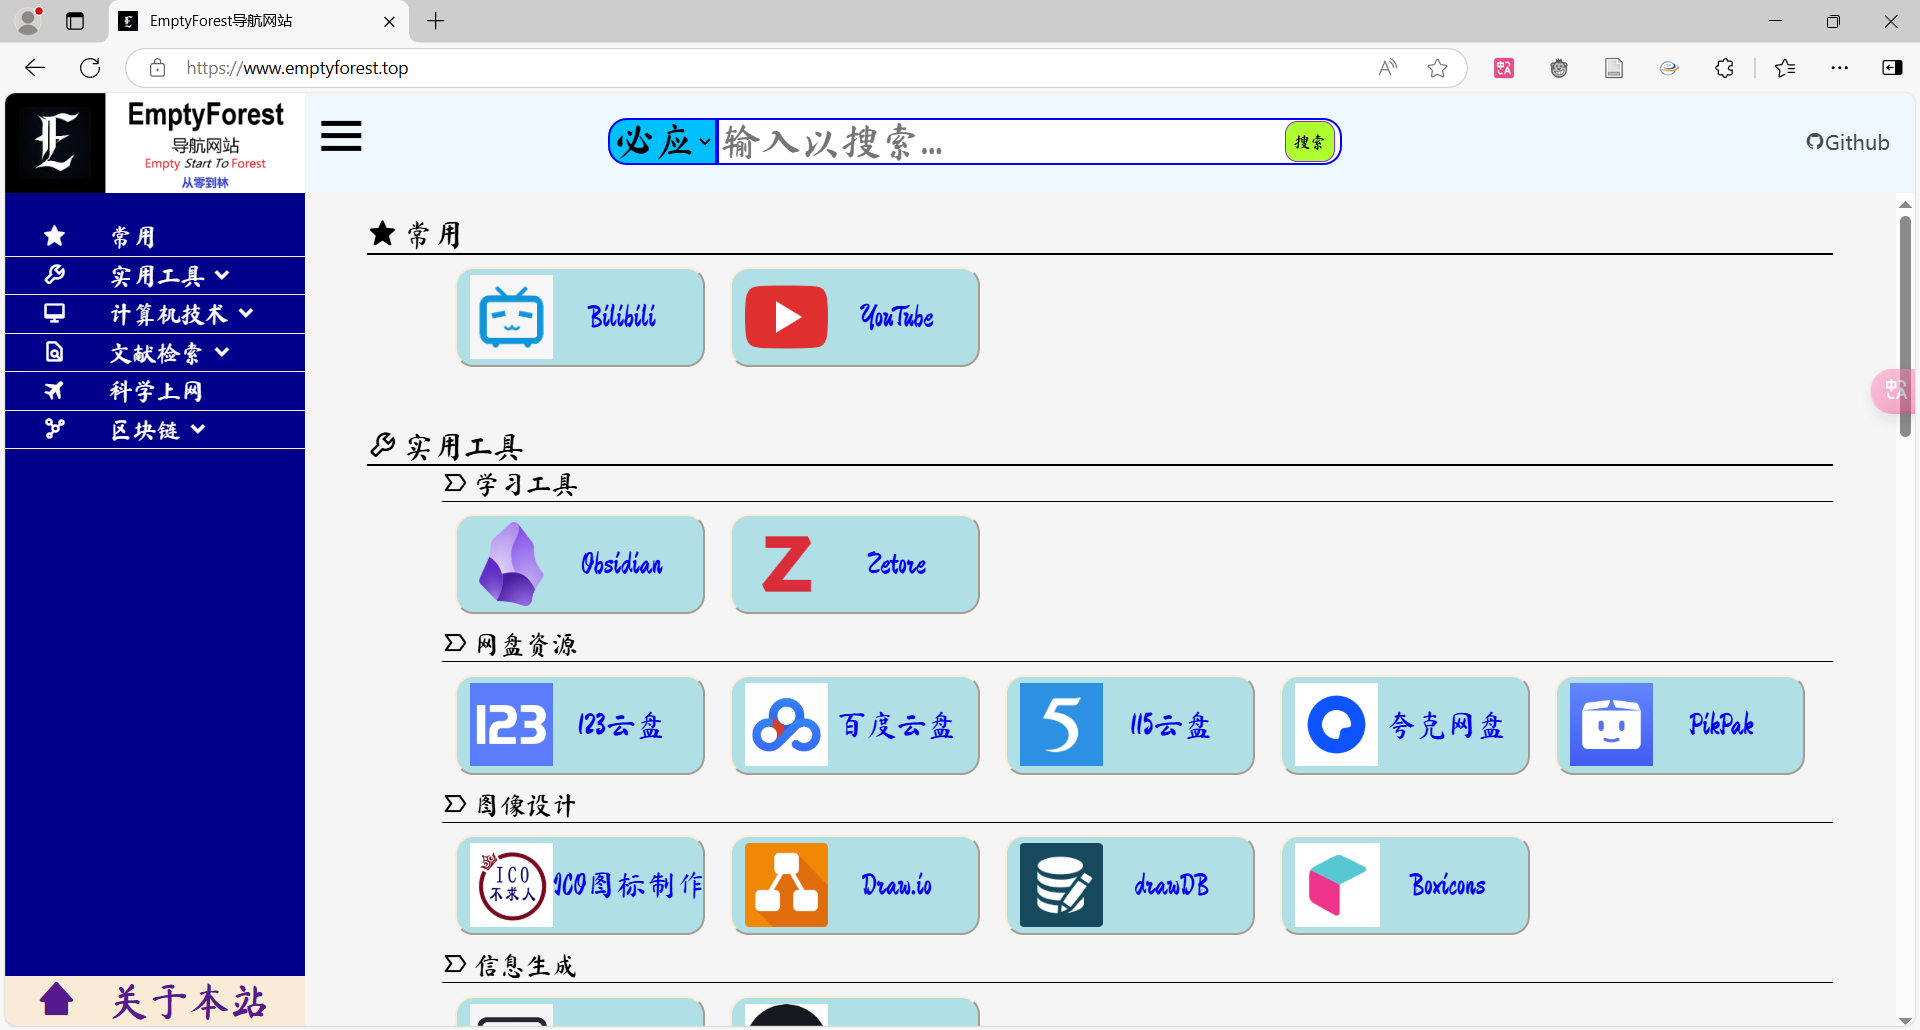 EmptyForest导航网站
https://www.emptyforest.top
EmptyForest
导航网站
Empty Start To Forest
从零到林
必应
输入以搜索...
搜索
Github
常用
实用工具
计算机技术
文献检索
科学上网
区块链
关于本站
常用
Bilibili
YouTube
实用工具
学习工具
Obsidian
Z
Zetore
网盘资源
123
123云盘
百度云盘
5
115云盘
夸克网盘
PikPak
图像设计
ICO
不求人
ICO图标制作
Draw.io
drawDB
Boxicons
信息生成